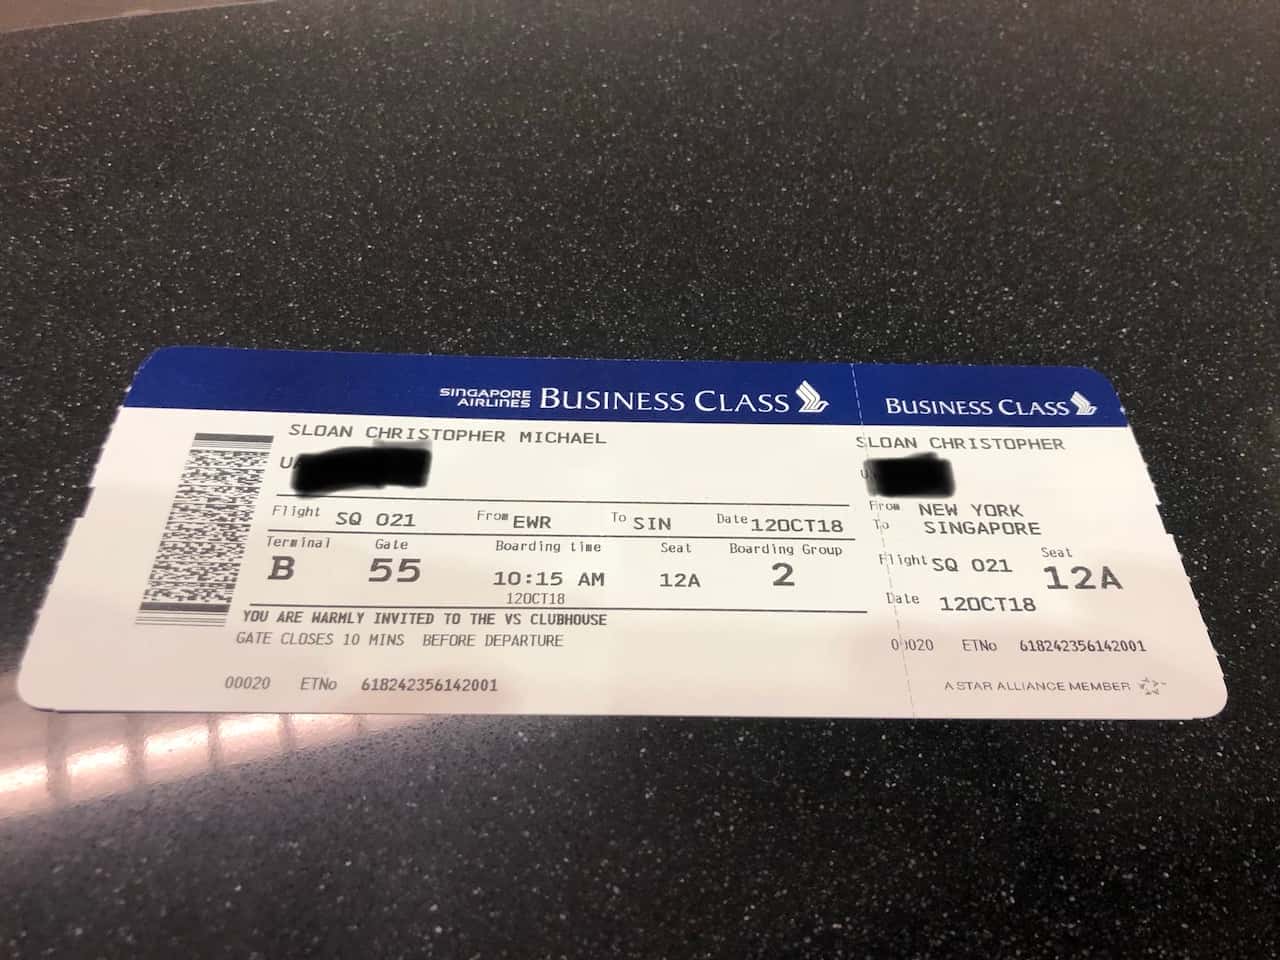 SINGAPORE AIRLINES BUSINESS CLASS
SLOAN CHRISTOPHER MICHAEL
Flight SQ 021 From EWR To SIN Date 12OCT18
Terminal Gate Boarding time Seat Boarding Group
B 55 10:15 AM 12A 2
12OCT18
YOU ARE WARMLY INVITED TO THE VS CLUBHOUSE
GATE CLOSES 10 MINS BEFORE DEPARTURE
00020 ETNo 618242356142001
BUSINESS CLASS
SLOAN CHRISTOPHER
From NEW YORK
To SINGAPORE
Flight SQ 021 Seat
12A
Date 12OCT18
00020 ETNo 618242356142001
A STAR ALLIANCE MEMBER